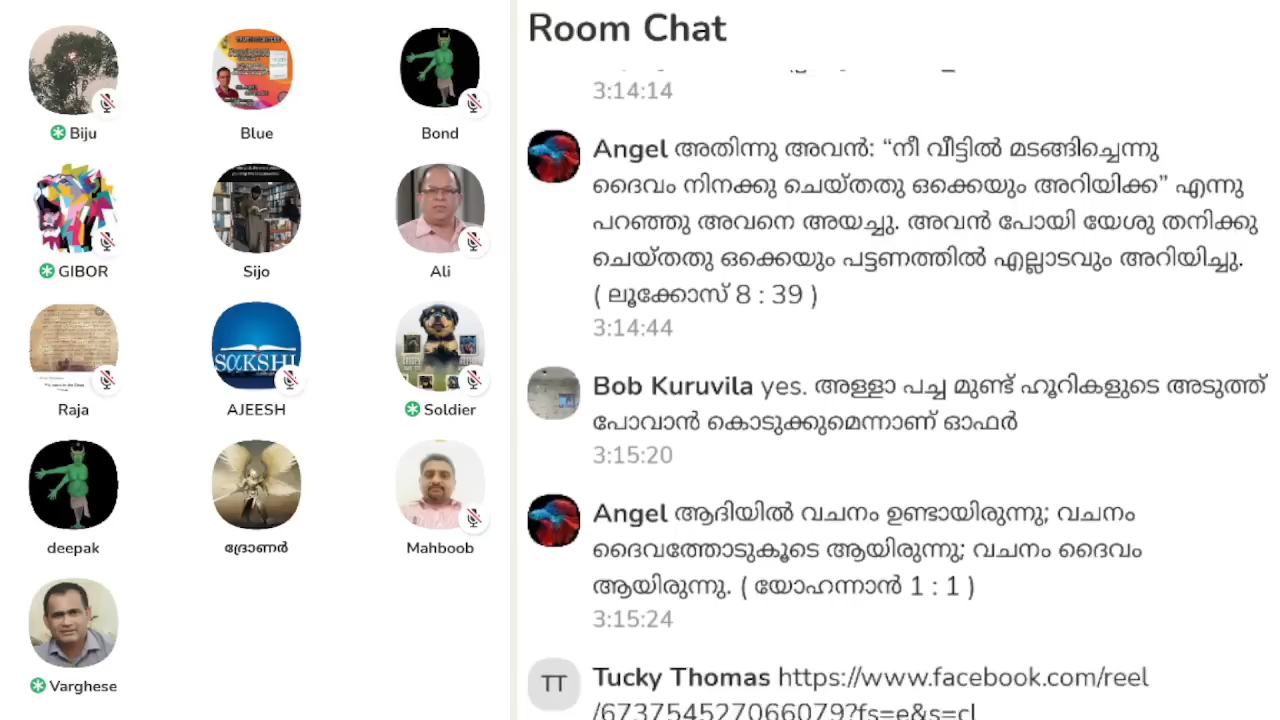 Room Chat
3:14:14
Biju
Blue
Bond
Angel അതിന്നു അവൻ: “നീ വീട്ടിൽ മടങ്ങിച്ചെന്നു
ദൈവം നിനക്കു ചെയ്തതു ഒക്കെയും അറിയിക്ക” എന്നു
പറഞ്ഞു അവനെ അയച്ചു. അവൻ പോയി യേശു തനിക്കു
ചെയ്തതു ഒക്കെയും പട്ടണത്തിൽ എല്ലാടവും അറിയിച്ചു.
( ലൂക്കോസ് 8 : 39 )
3:14:44
GIBOR
Sijo
Ali
SαKSHI
Raja
AJEESH
Soldier
Bob Kuruvila yes. അള്ളാ പച്ച മുണ്ട് ഹൂറികളുടെ അടുത്ത്
പോവാൻ കൊടുക്കുമെന്നാണ് ഓഫർ
3:15:20
deepak
ദ്രോണർ
Mahboob
Angel ആദിയിൽ വചനം ഉണ്ടായിരുന്നു; വചനം
ദൈവത്തോടുകൂടെ ആയിരുന്നു; വചനം ദൈവം
ആയിരുന്നു. ( യോഹന്നാൻ 1 : 1 )
3:15:24
Varghese
TT
Tucky Thomas https://www.facebook.com/reel
/673754527066079?fs=e&s=cl